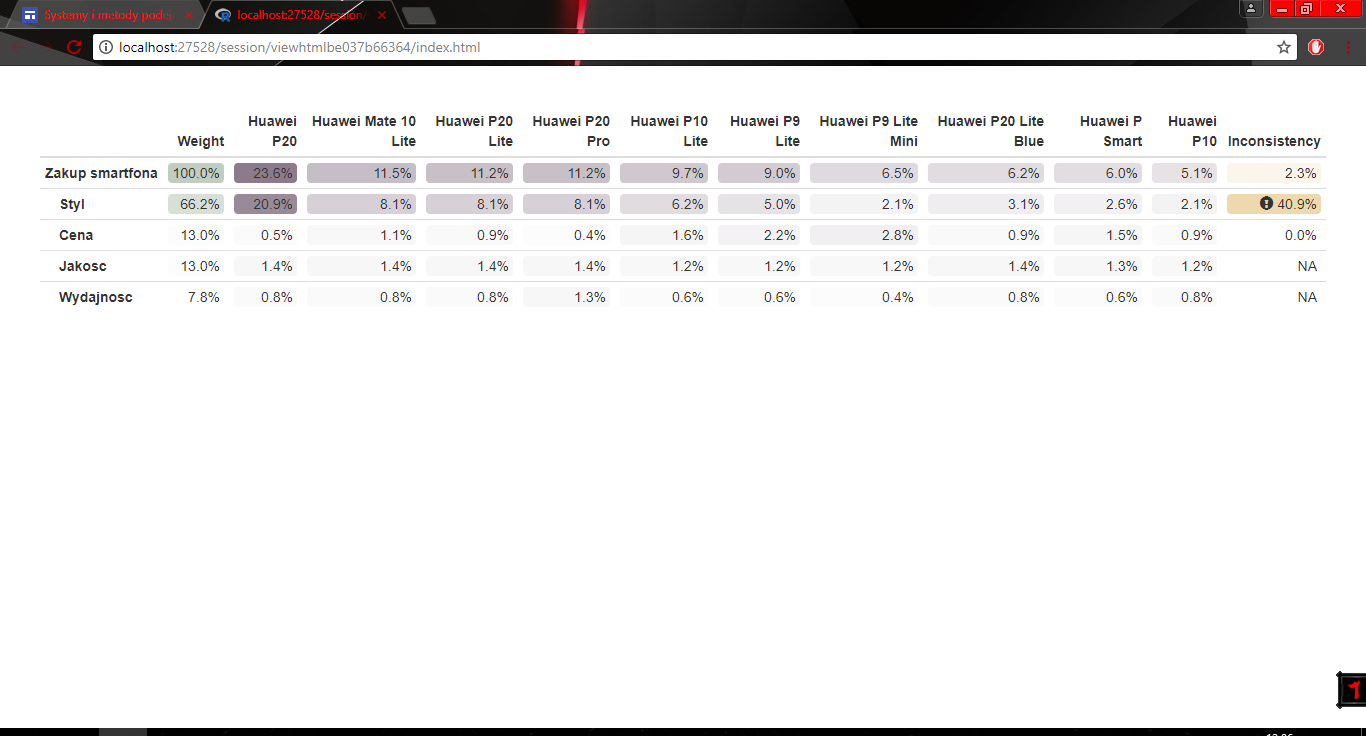 Systemy i metody podej
localhost:27528/session/
localhost:27528/session/viewhtmlbe037b66364/index.html
Weight Huawei P20 Huawei Mate 10 Lite Huawei P20 Lite Huawei P20 Pro Huawei P10 Lite Huawei P9 Lite Huawei P9 Lite Mini Huawei P20 Lite Blue Huawei P Smart Huawei P10 Inconsistency
Zakup smartfona 100.0% 23.6% 11.5% 11.2% 11.2% 9.7% 9.0% 6.5% 6.2% 6.0% 5.1% 2.3%
Styl 66.2% 20.9% 8.1% 8.1% 8.1% 6.2% 5.0% 2.1% 3.1% 2.6% 2.1% 40.9%
Cena 13.0% 0.5% 1.1% 0.9% 0.4% 1.6% 2.2% 2.8% 0.9% 1.5% 0.9% 0.0%
Jakosc 13.0% 1.4% 1.4% 1.4% 1.4% 1.2% 1.2% 1.2% 1.4% 1.3% 1.2% NA
Wydajnosc 7.8% 0.8% 0.8% 0.8% 1.3% 0.6% 0.6% 0.4% 0.8% 0.6% 0.8% NA